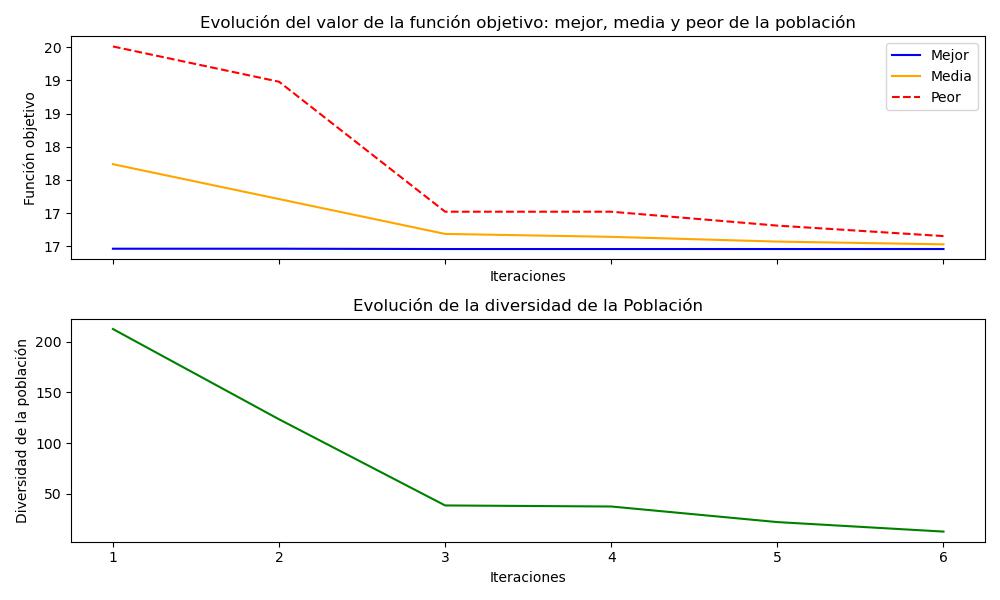 Evolución del valor de la función objetivo: mejor, media y peor de la población
Función objetivo
20
19
19
18
18
17
17
Mejor
Media
Peor
Iteraciones
Evolución de la diversidad de la Población
Diversidad de la población
200
150
100
50
1 2 3 4 5 6
Iteraciones